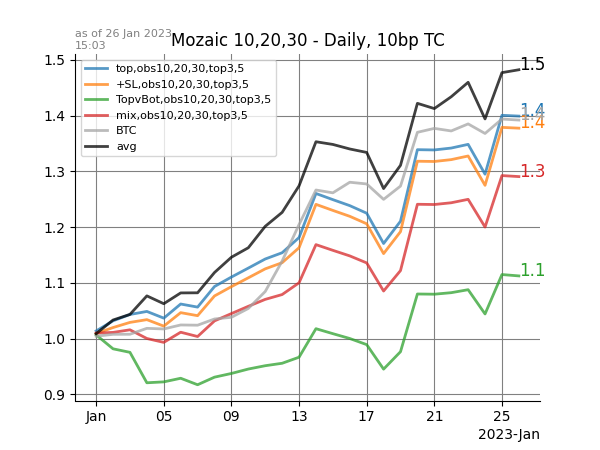 as of 26 Jan 2023
15:03
Mozaic 10,20,30 - Daily, 10bp TC
top,obs10,20,30,top3,5
+SL,obs10,20,30,top3,5
TopvBot,obs10,20,30,top3,5
mix,obs10,20,30,top3,5
BTC
avg
1.5
1.4
1.3
1.2
1.1
1.0
0.9
1.5
1.4
1.4
1.4
1.3
1.1
Jan 05 09 13 17 21 25
2023-Jan